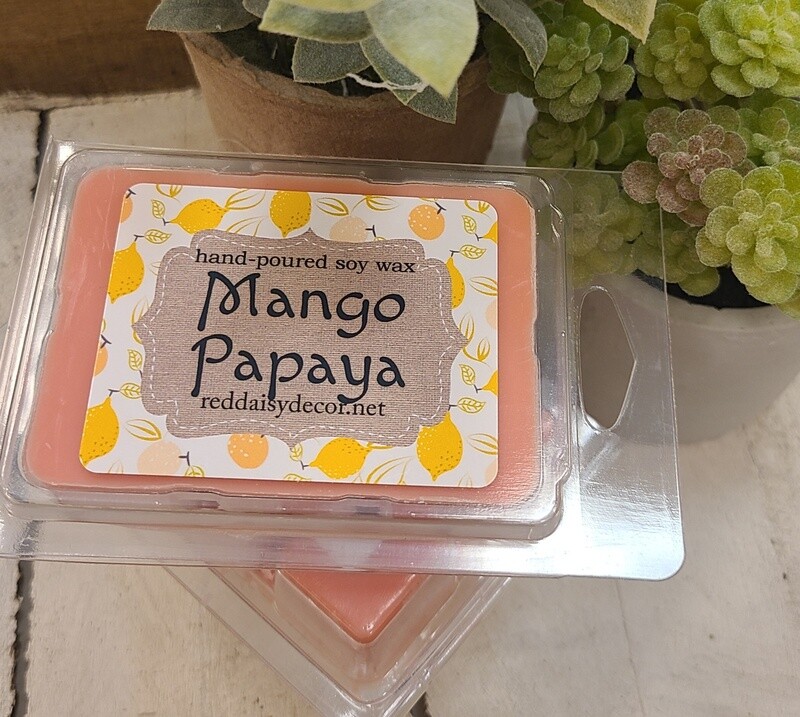 hand-poured soy wax
Mango
Papaya
reddaisydecor.net